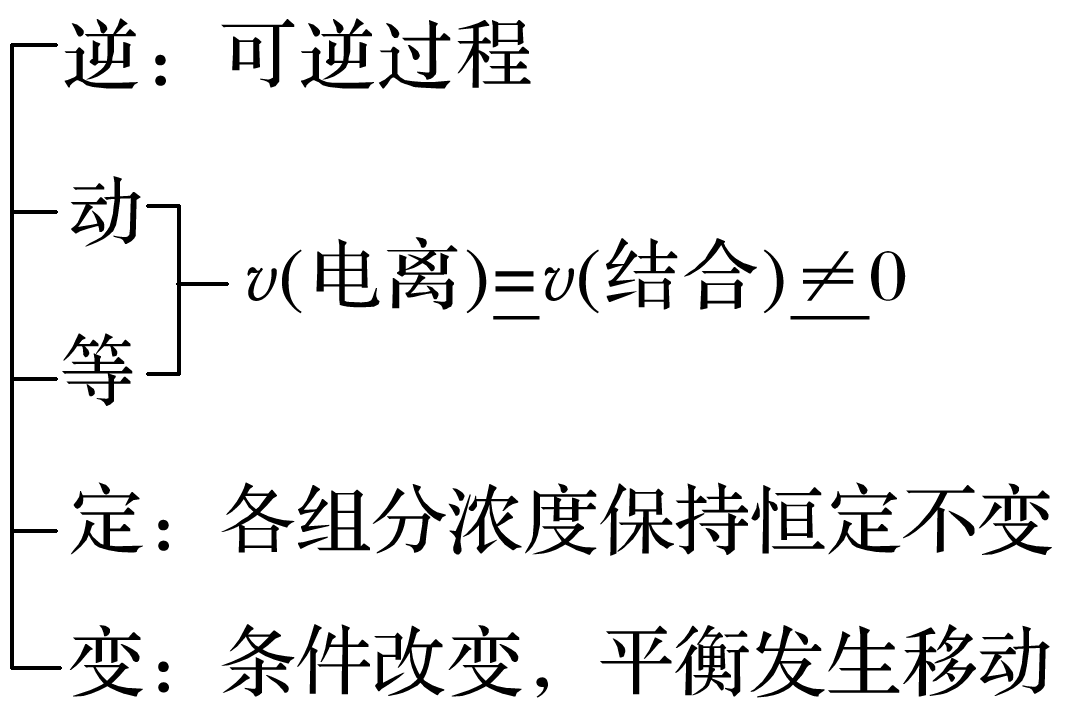 逆：可逆过程
动
v(电离)=v(结合)≠0
等
定：各组分浓度保持恒定不变
变：条件改变，平衡发生移动